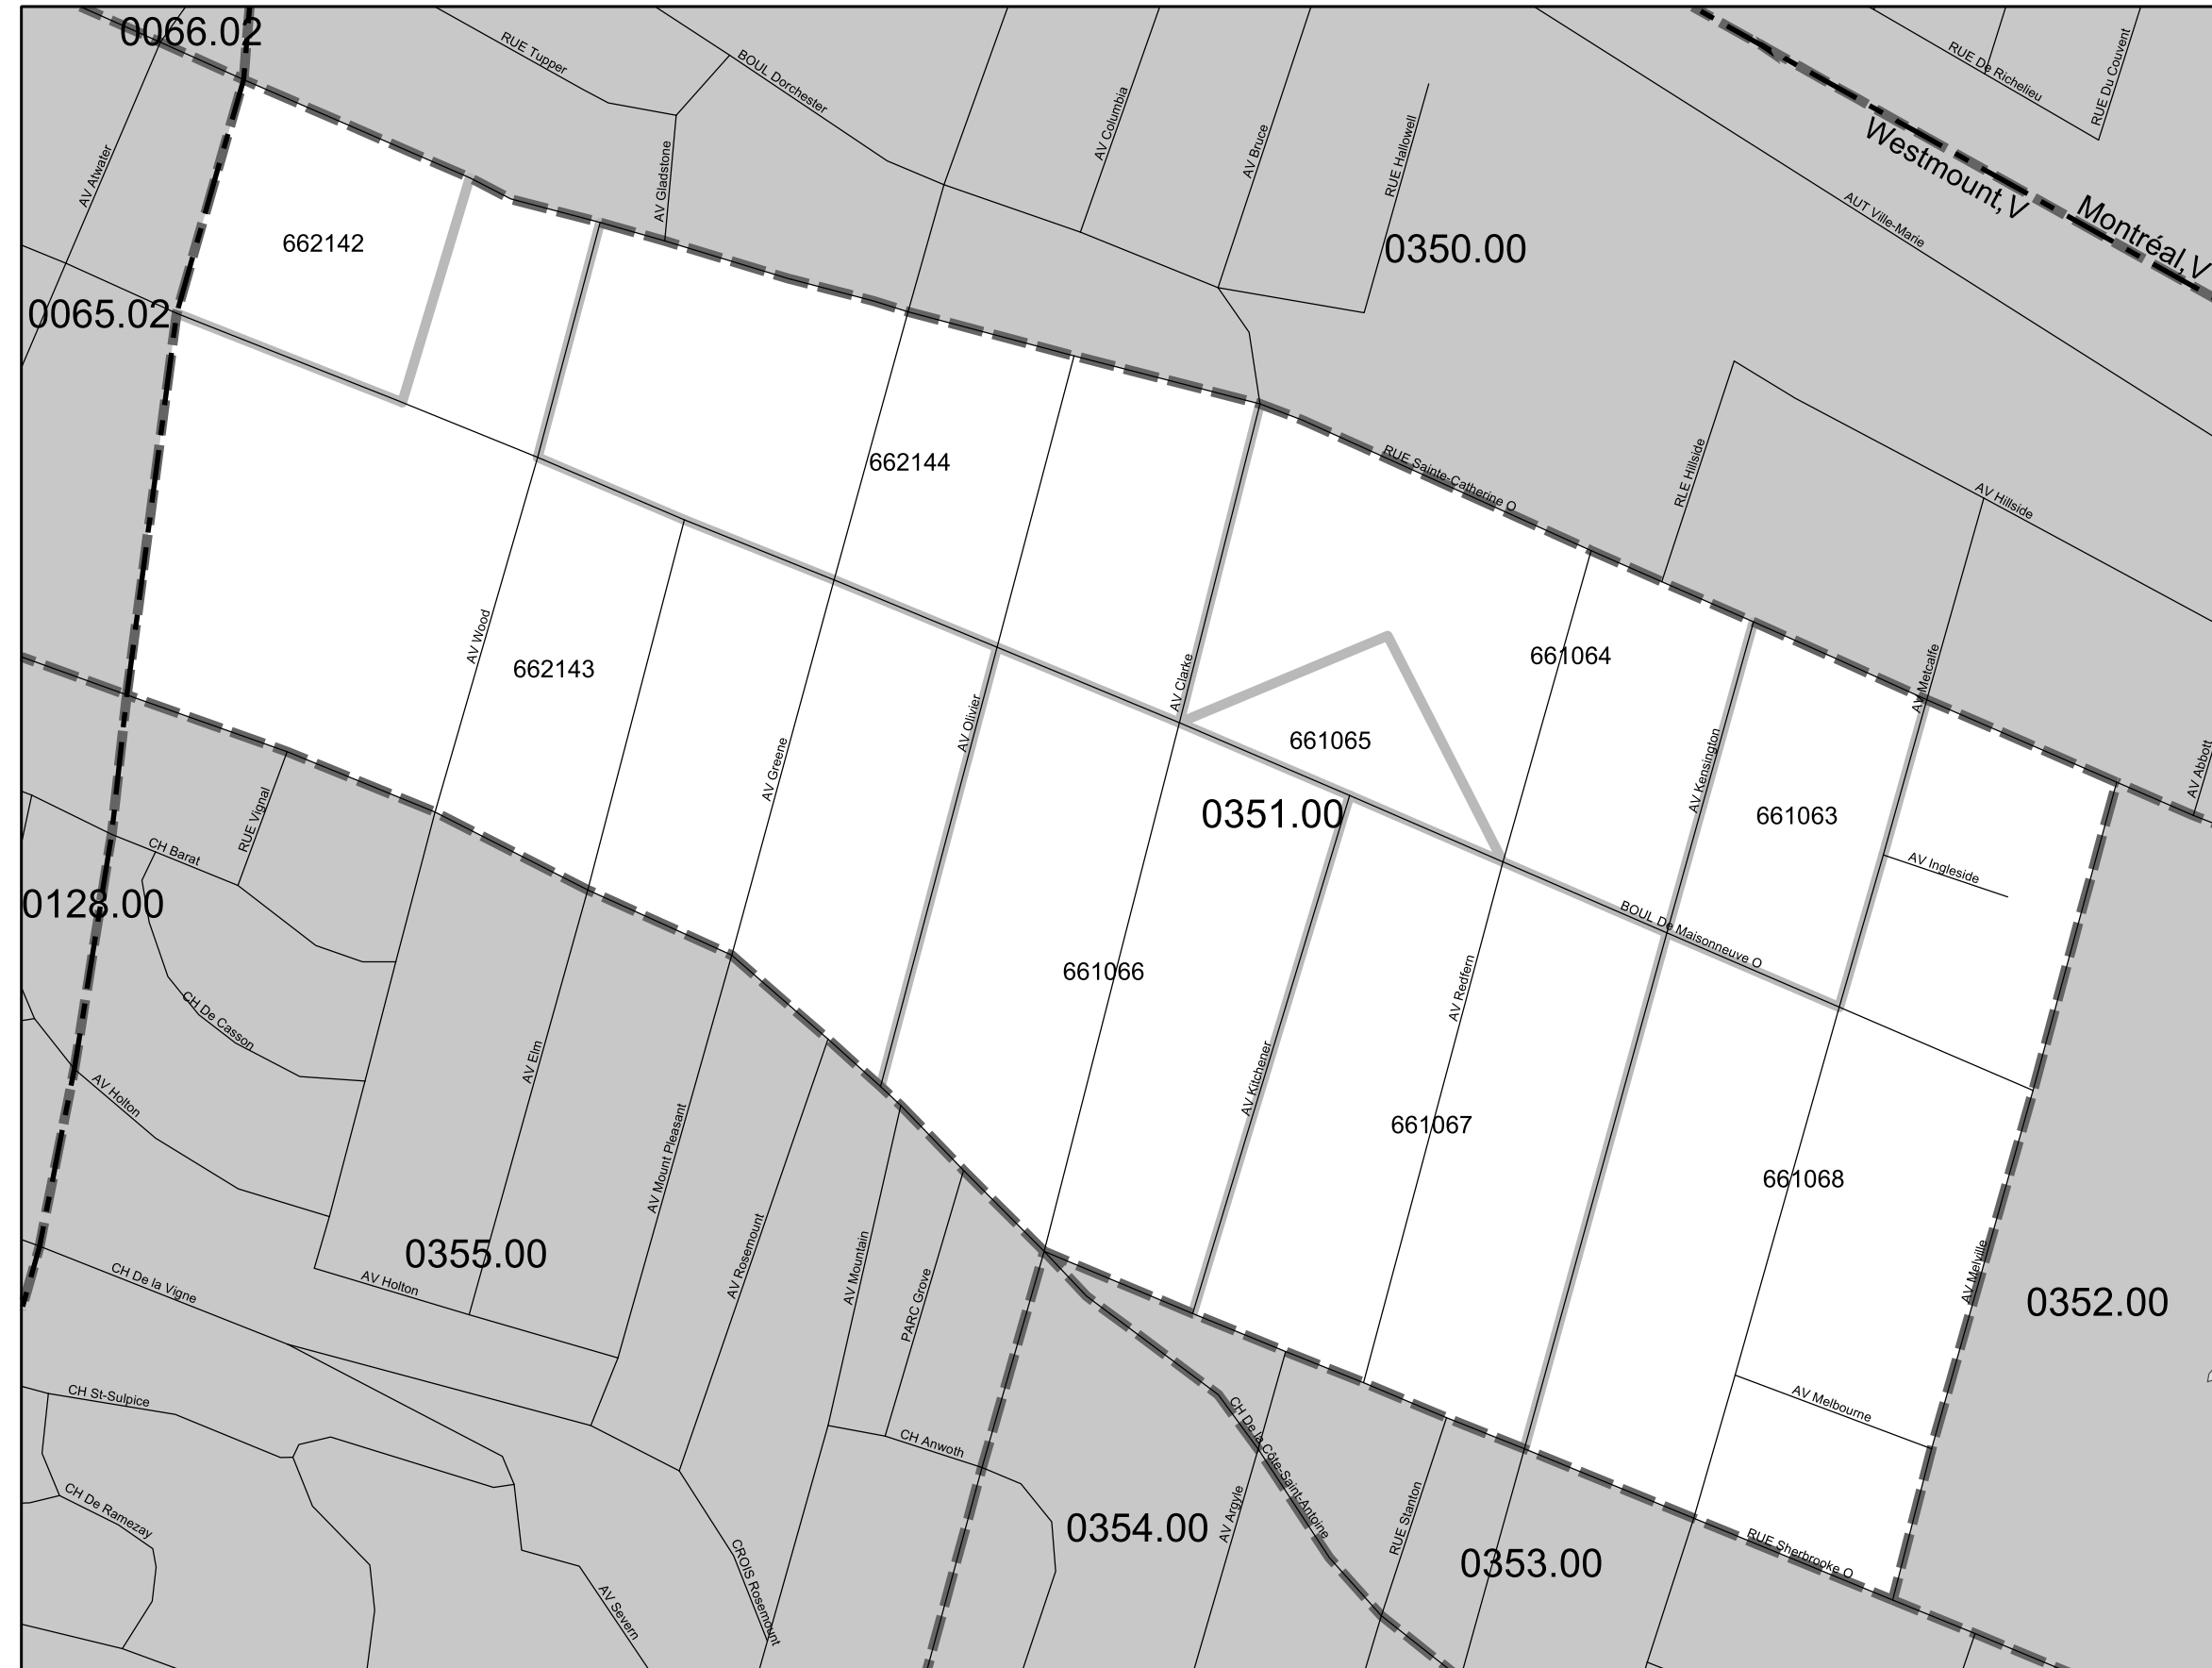 0066.02
RUE Tupper
BOUL Dorchester
AV Columbia
AV Bruce
RUE Hallowell
RUE De Richelieu
RUE Du Couvent
Westmount,V
Montréal,V
AUT Ville-Marie
AV Atwater
AV Gladstone
662142
0350.00
0065.02
662144
RUE Sainte-Catherine O
RLE Hillside
AV Hillside
AV Wood
662143
AV Greene
AV Olivier
AV Clarke
661065
661064
AV Metcalfe
AV Kensington
661063
AV Abbott
0351.00
AV Ingleside
RUE Vignal
CH Barat
0128.00
BOUL De Maisonneuve O
661066
AV Redfern
CH De Casson
AV Elm
AV Holton
AV Kitchener
661067
661068
AV Mount Pleasant
AV Rosemount
AV Mountain
PARC Grove
AV Melville
0355.00
CH De la Vigne
AV Holton
0352.00
CH St-Sulpice
AV Melbourne
CH Anwoth
CH De la Côte-Saint-Antoine
CH De Ramezay
0354.00
AV Argyle
RUE Stanton
0353.00
RUE Sherbrooke O
CROIS Rosemount
AV Severn